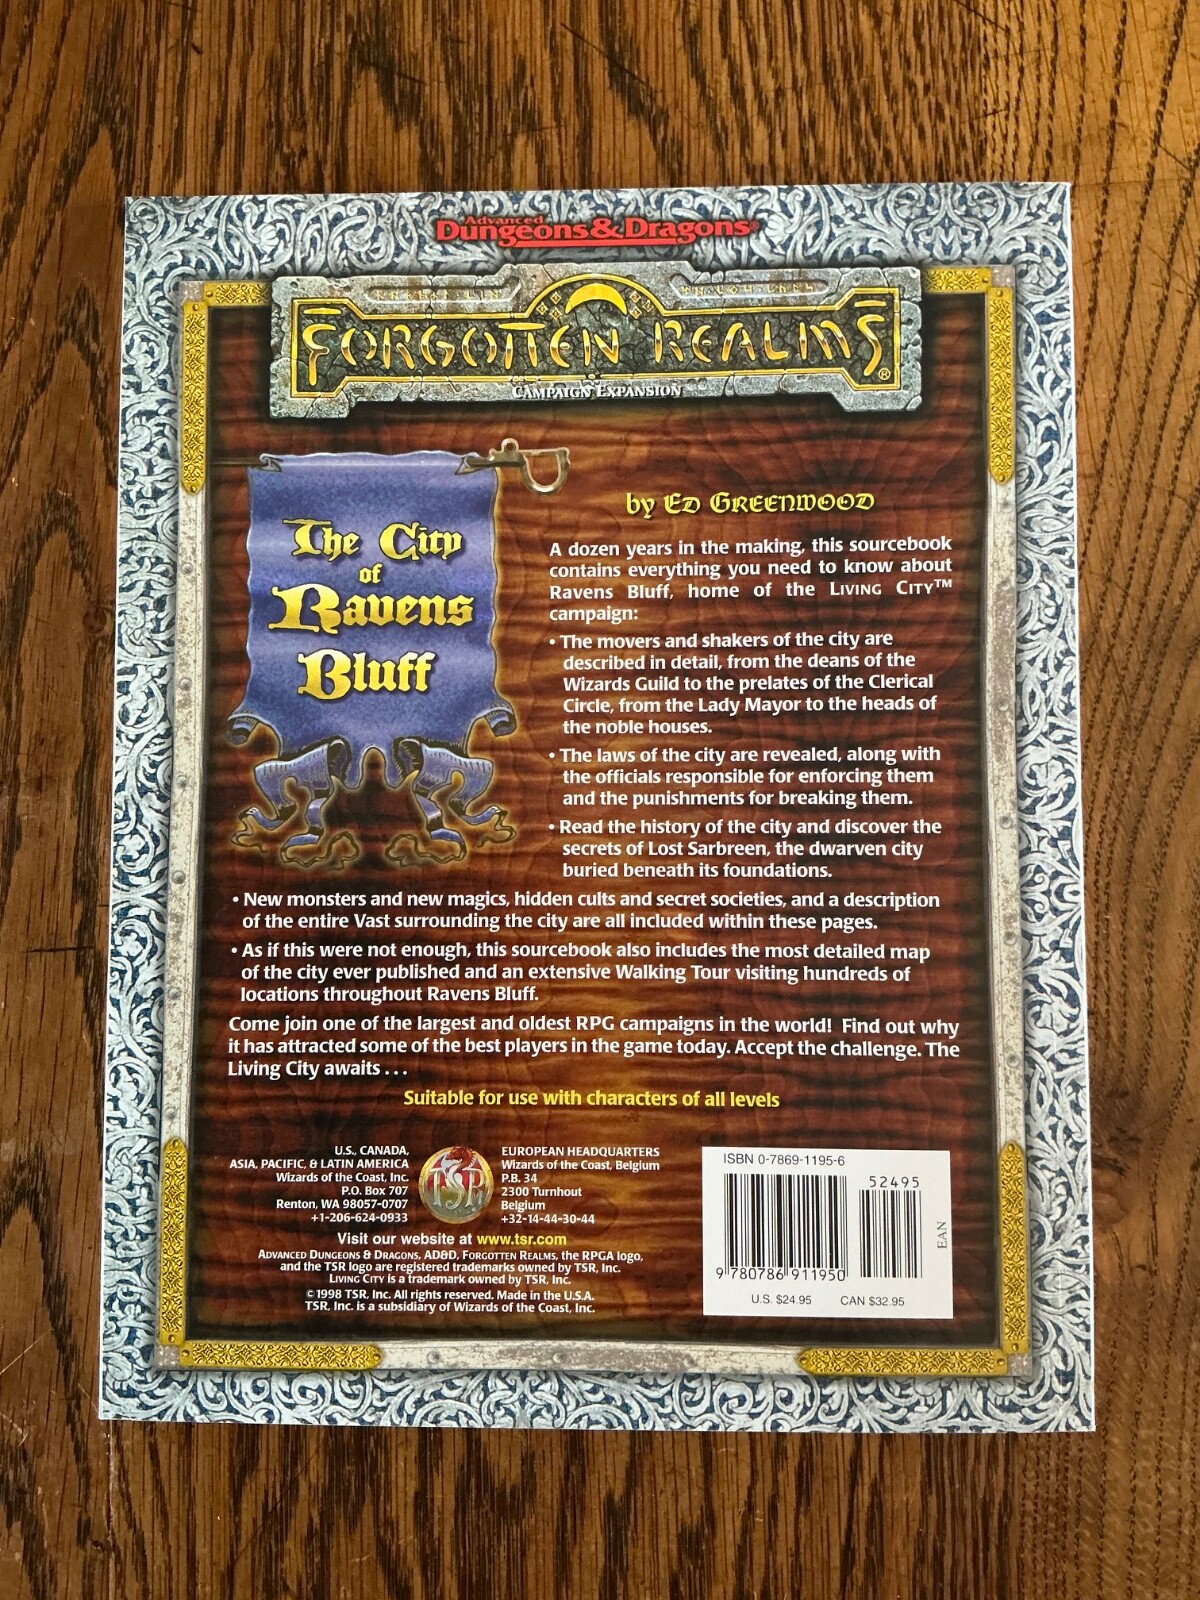 Advanced
Dungeons & Dragons®
FORGOTTEN REALMS®
CAMPAIGN EXPANSION
The City
of
Ravens
Bluff
by Ed Greenwood
A dozen years in the making, this sourcebook
contains everything you need to know about
Ravens Bluff, home of the LIVING CITY™
campaign:
• The movers and shakers of the city are
described in detail, from the deans of the
Wizards Guild to the prelates of the Clerical
Circle, from the Lady Mayor to the heads of
the noble houses.
• The laws of the city are revealed, along with
the officials responsible for enforcing them
and the punishments for breaking them.
• Read the history of the city and discover the
secrets of Lost Sarbreen, the dwarven city
buried beneath its foundations.
• New monsters and new magics, hidden cults and secret societies, and a description
of the entire Vast surrounding the city are all included within these pages.
• As if this were not enough, this sourcebook also includes the most detailed map
of the city ever published and an extensive Walking Tour visiting hundreds of
locations throughout Ravens Bluff.
Come join one of the largest and oldest RPG campaigns in the world! Find out why
it has attracted some of the best players in the game today. Accept the challenge. The
Living City awaits . . .
Suitable for use with characters of all levels
U.S., CANADA,
ASIA, PACIFIC, & LATIN AMERICA
Wizards of the Coast, Inc.
P.O. Box 707
Renton, WA 98057-0707
+1-206-624-0933
TSR
EUROPEAN HEADQUARTERS
Wizards of the Coast, Belgium
P.B. 34
2300 Turnhout
Belgium
+32-14-44-30-44
Visit our website at www.tsr.com
ADVANCED DUNGEONS & DRAGONS, AD&D, FORGOTTEN REALMS, the RPGA logo,
and the TSR logo are registered trademarks owned by TSR, Inc.
LIVING CITY is a trademark owned by TSR, Inc.
©1998 TSR, Inc. All rights reserved. Made in the U.S.A.
TSR, Inc. is a subsidiary of Wizards of the Coast, Inc.
ISBN 0-7869-1195-6
52495
EAN
9 780786 911950
U.S. $24.95 CAN $32.95